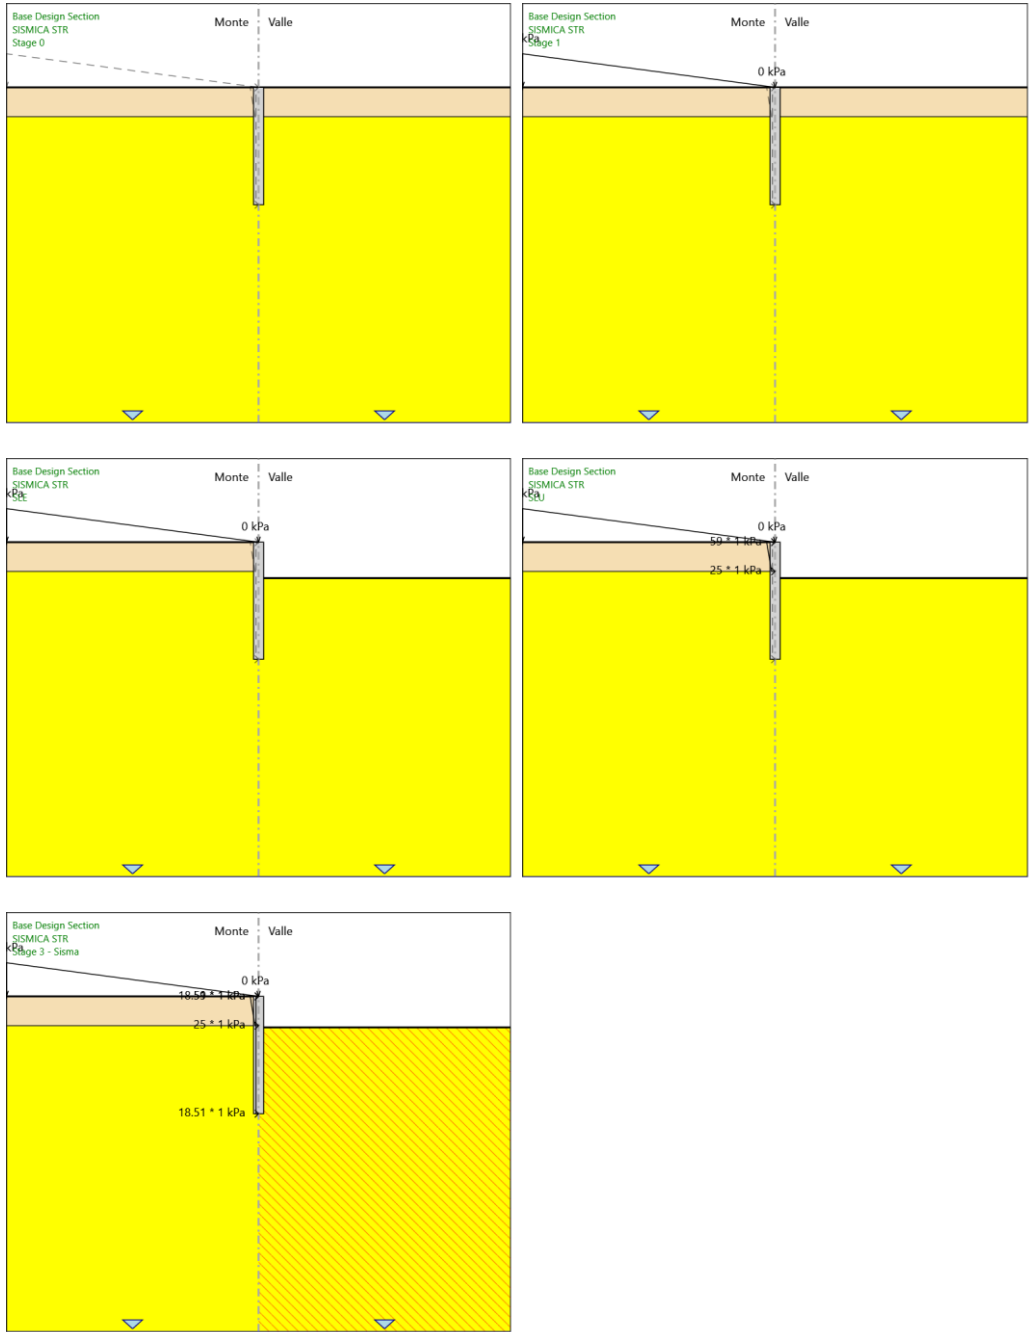 Base Design Section
SISMICA STR
Stage 0
Monte
Valle
Base Design Section
SISMICA STR
kPa
Stage 1
Monte
Valle
0 kPa
Base Design Section
SISMICA STR
kPa
SLE
Monte
Valle
0 kPa
Base Design Section
SISMICA STR
kPa
SLU
Monte
Valle
0 kPa
59 * 1 kPa
25 * 1 kPa
Base Design Section
SISMICA STR
kPa
Stage 3 - Sisma
Monte
Valle
0 kPa
* 1 kPa
25 * 1 kPa
18.51 * 1 kPa